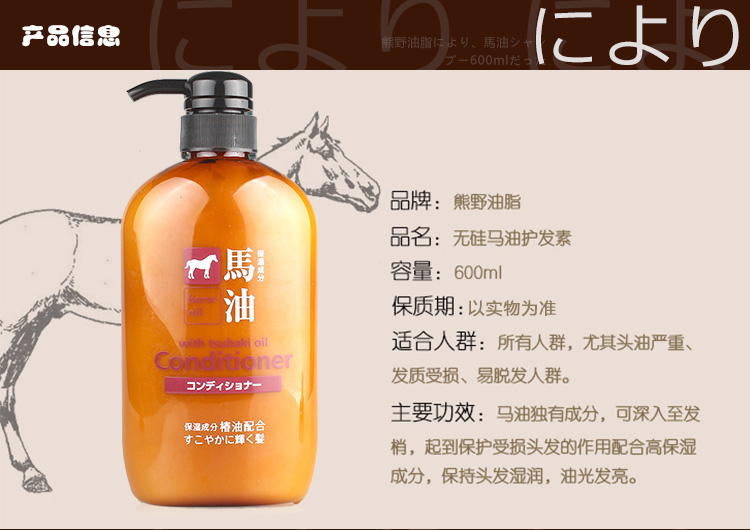 产品信息
熊野油脂により、馬油シャン
プー600mlだっ
により
品牌：熊野油脂
品名：无硅马油护发素
容量：600ml
保质期：以实物为准
适合人群：所有人群，尤其头油严重、
发质受损、易脱发人群。
主要功效：马油独有成分，可深入至发
梢，起到保护受损头发的作用配合高保湿
成分，保持头发湿润，油光发亮。
保湿成分
馬油
Horse
oil
with tsubaki oil
Conditioner
コンディショナー
保湿成分 椿油配合
すこやかに輝く髪